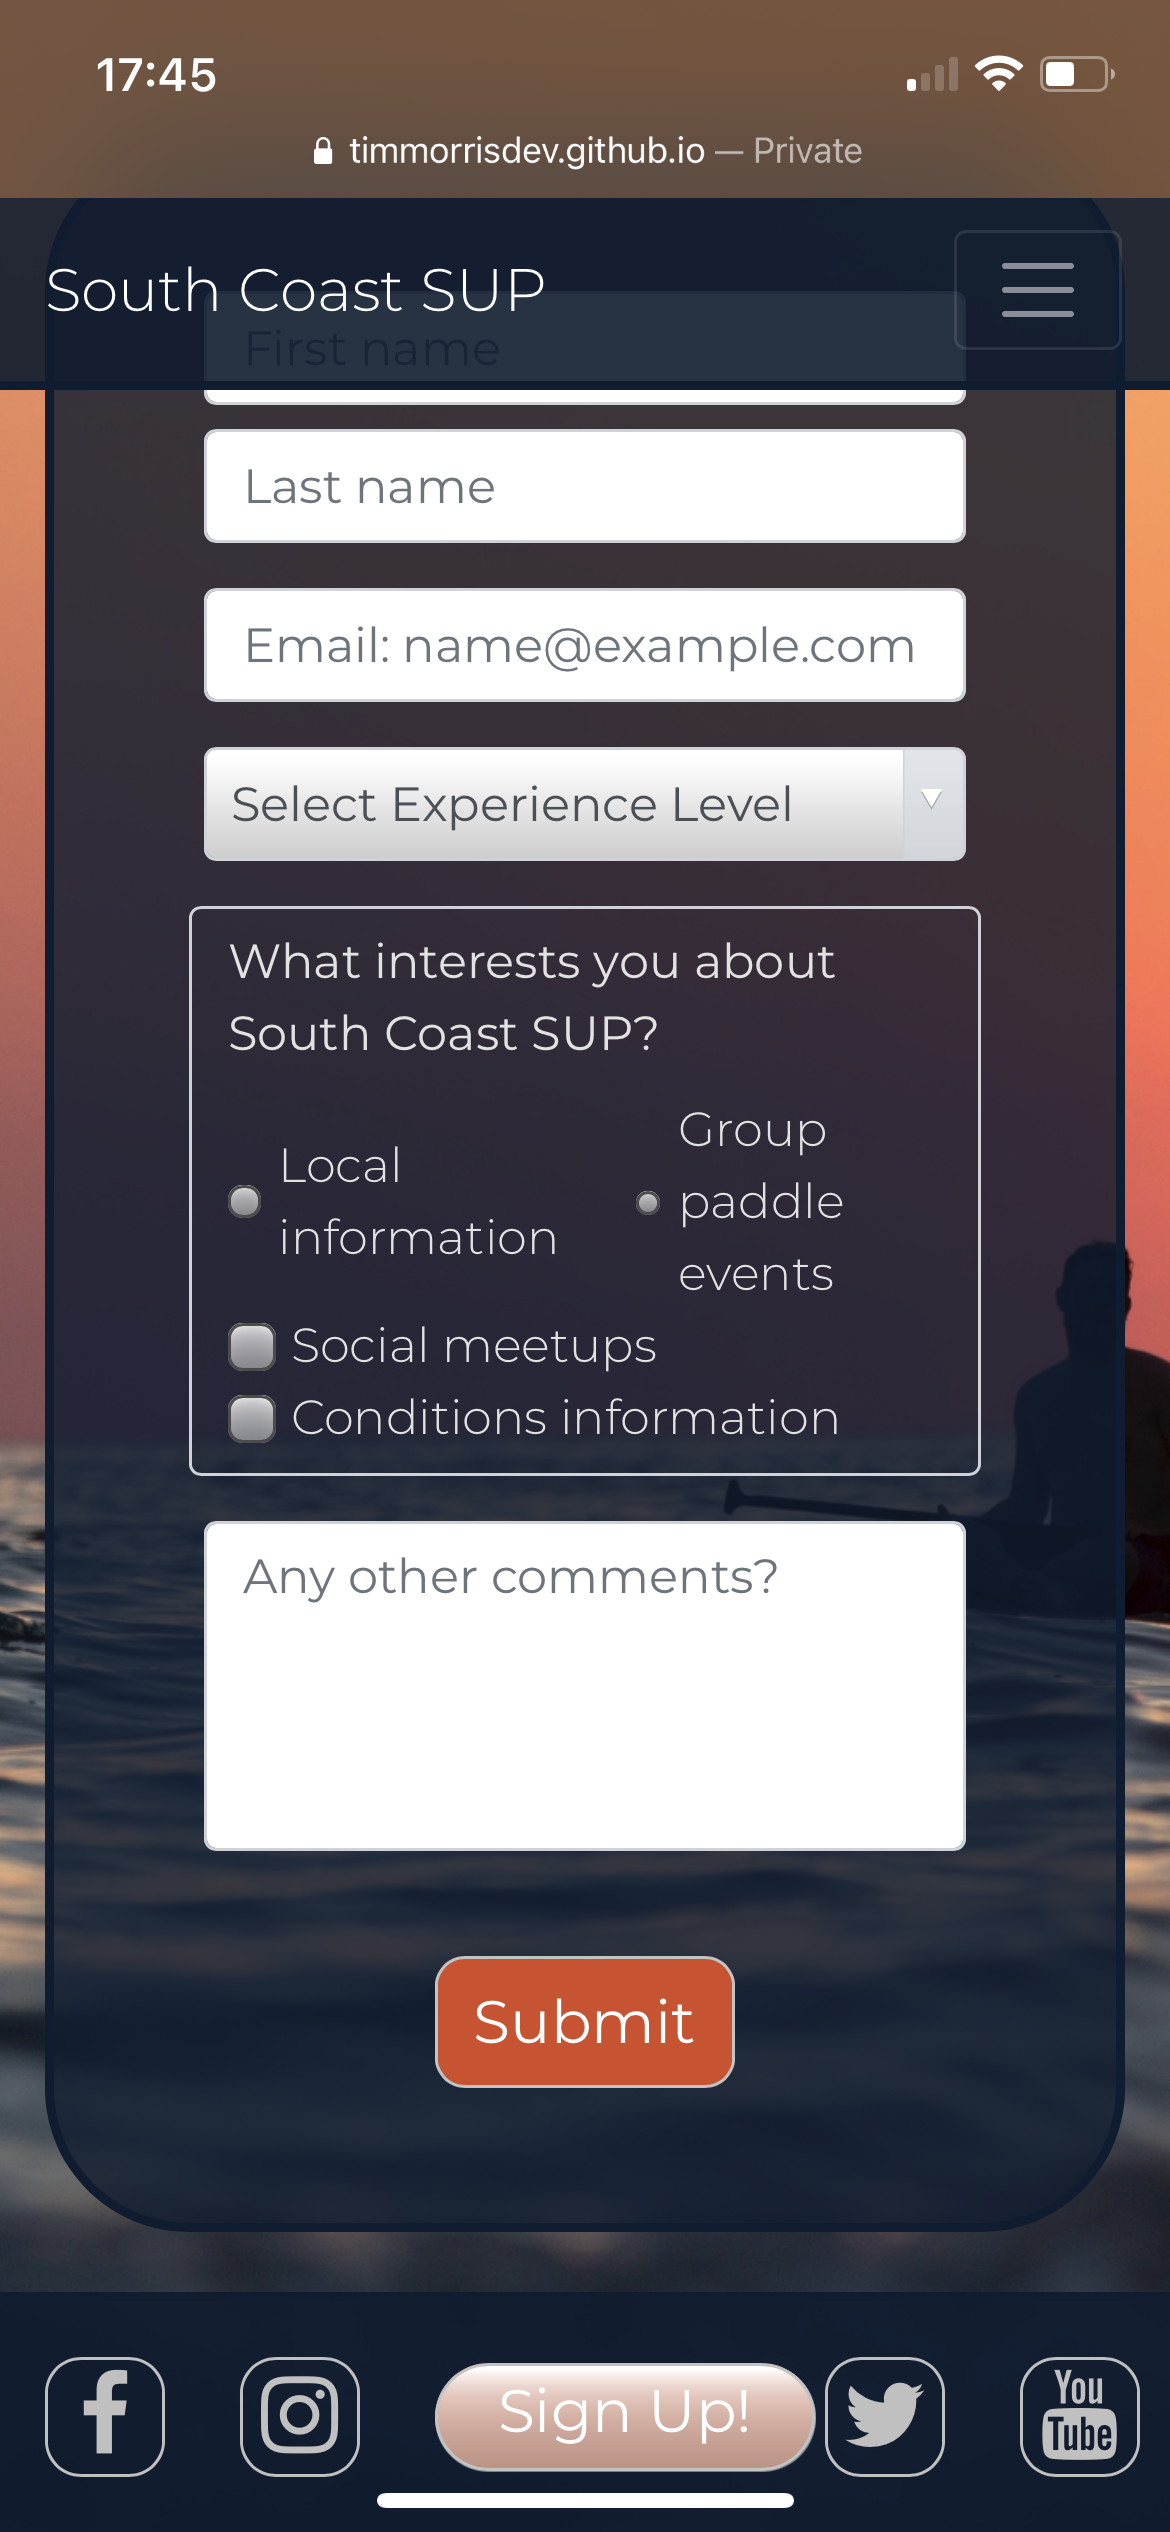 17:45
timmorrisdev.github.io — Private
South Coast SUP
First name
Last name
Email: name@example.com
Select Experience Level
What interests you about
South Coast SUP?
Local
information
Group
paddle
events
Social meetups
Conditions information
Any other comments?
Submit
Sign Up!
You
Tube